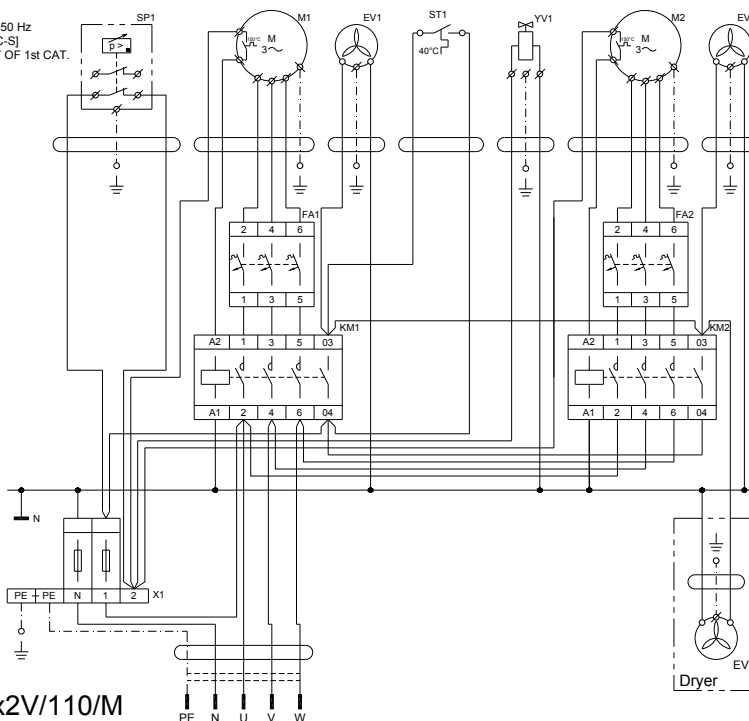 50 Hz
C-S]
T OF 1st CAT.
SP1
p >
M1
M
3
150°C
EV1
ST1
40°C
YV1
M2
M
3
150°C
EV
FA1
2 4 6
1 3 5
FA2
2 4 6
1 3 5
KM1
A2 1 3 5 03
A1 2 4 6 04
KM2
A2 1 3 5 03
A1 2 4 6 04
N
PE PE N 1 2 X1
EV
Dryer
x2V/110/M
PE N U V W